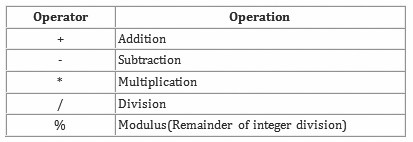 Operator Operation
+ Addition
- Subtraction
* Multiplication
/ Division
% Modulus(Remainder of integer division)